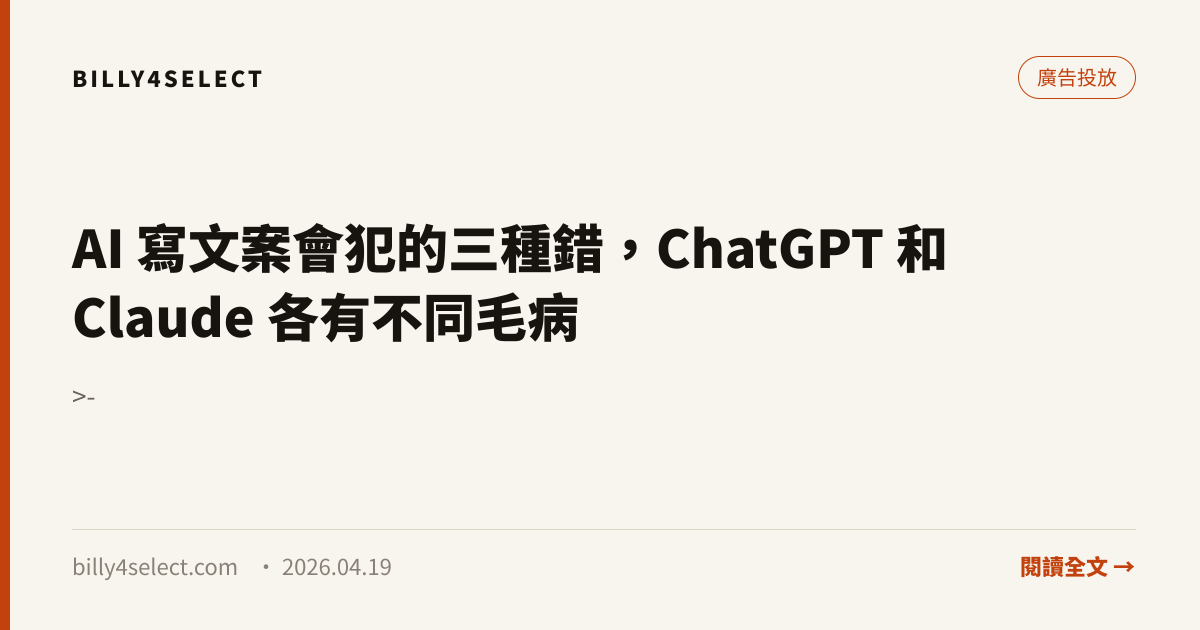 BILLY4SELECT
廣告投放
AI 寫文案會犯的三種錯，ChatGPT 和
Claude 各有不同毛病
>-
billy4select.com ・ 2026.04.19
閱讀全文 →